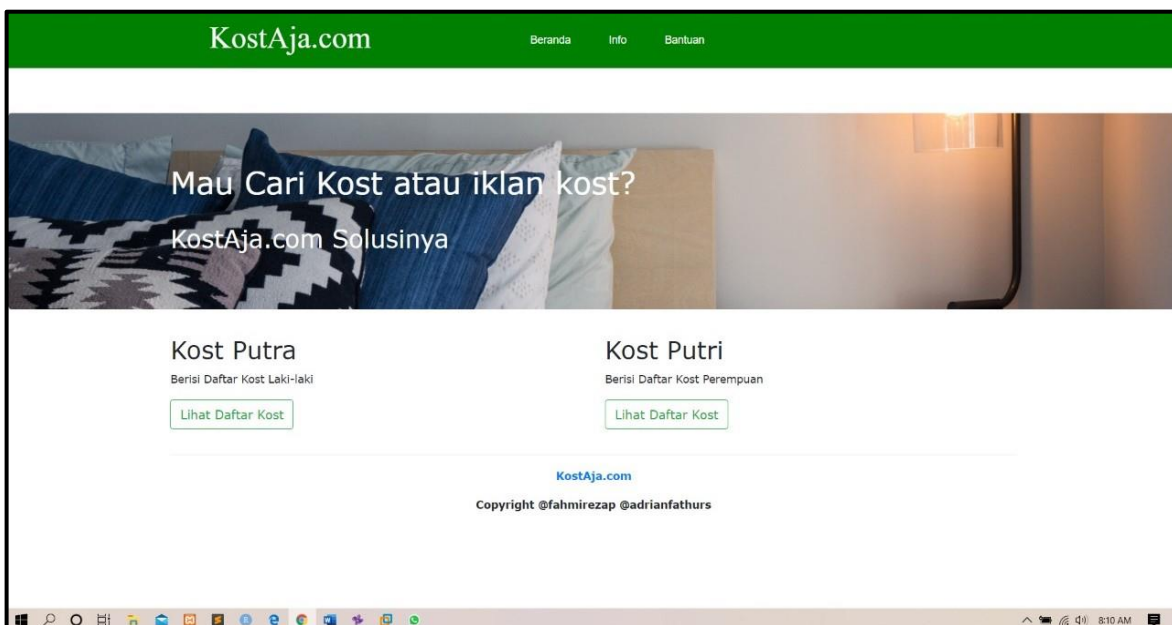 KostAja.com
Beranda Info Bantuan
Mau Cari Kost atau iklan kost?
KostAja.com Solusinya
Kost Putra
Berisi Daftar Kost Laki-laki
Lihat Daftar Kost
Kost Putri
Berisi Daftar Kost Perempuan
Lihat Daftar Kost
KostAja.com
Copyright @fahmirezap @adrianfathurs
8:10 AM